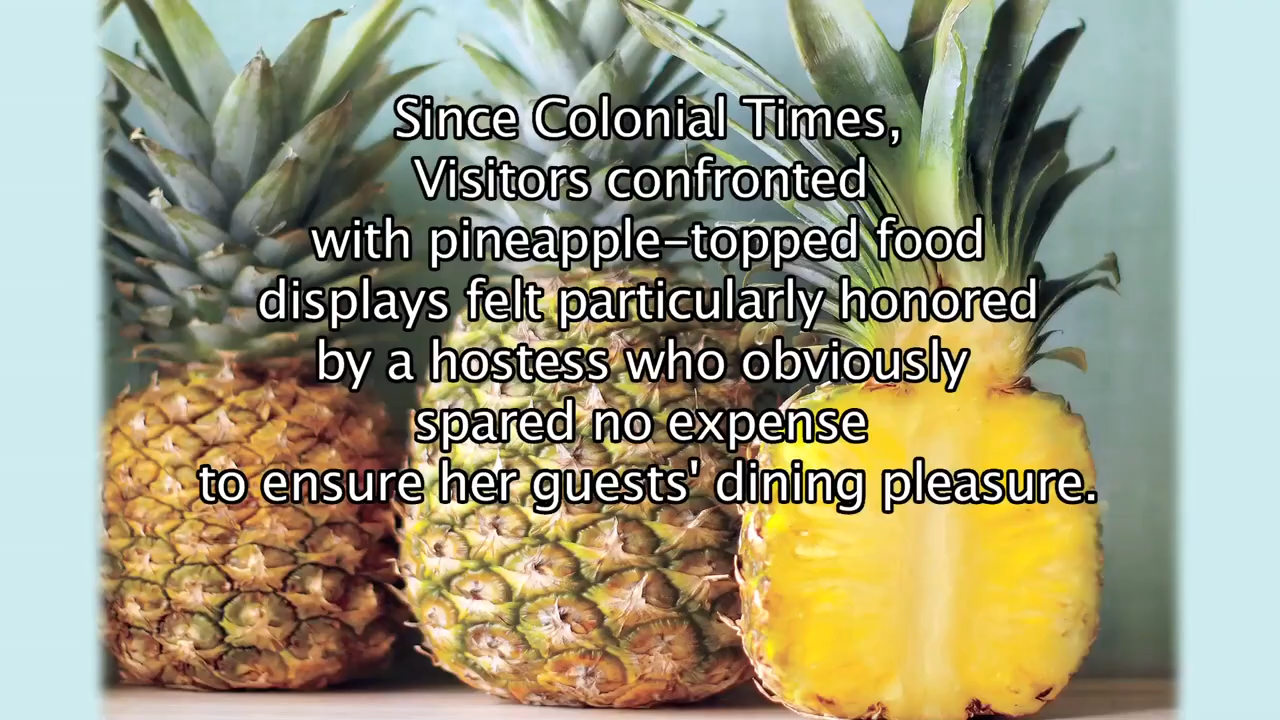 Since Colonial Times,
Visitors confronted
with pineapple-topped food
displays felt particularly honored
by a hostess who obviously
spared no expense
to ensure her guests' dining pleasure.